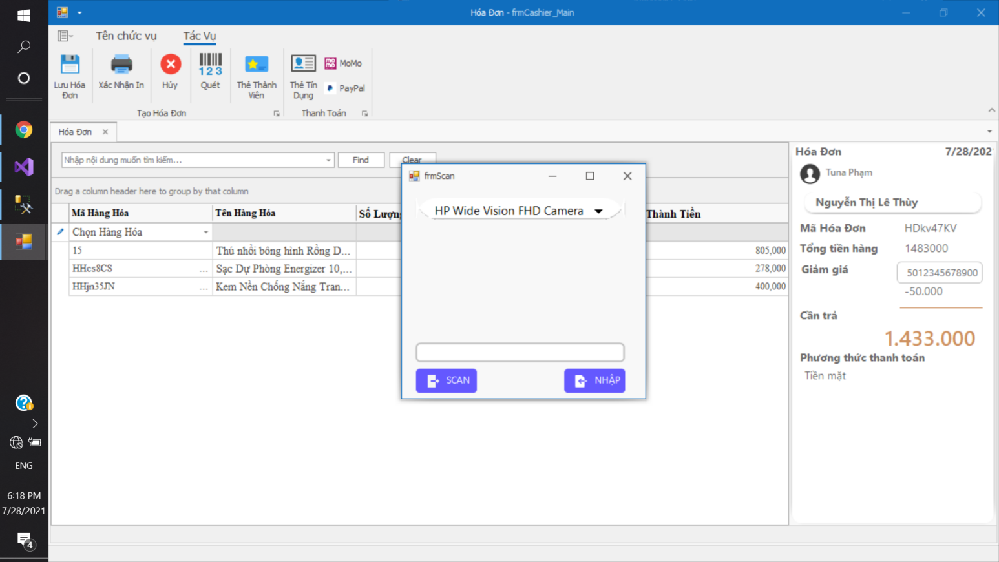 Hóa Đơn - frmCashier_Main
Tên chức vụ
Tác Vụ
Lưu Hóa Đơn
Xác Nhận In
Hủy
123
Quét
Thẻ Thành Viên
Thẻ Tín Dụng
MoMo
PayPal
Tạo Hóa Đơn
Thanh Toán
Hóa Đơn
Nhập nội dung muốn tìm kiếm...
Find
Clear
Drag a column header here to group by that column
Mã Hàng Hóa
Tên Hàng Hóa
Số Lượng
Thành Tiền
Chọn Hàng Hóa
15
Thú nhồi bông hình Rồng D...
805,000
HHcs8CS
...
Sạc Dự Phòng Energizer 10,...
278,000
HHjn35JN
...
Kem Nền Chống Nắng Tran...
400,000
frmScan
HP Wide Vision FHD Camera
SCAN
NHẬP
Hóa Đơn
7/28/202
Tuna Phạm
Nguyễn Thị Lê Thùy
Mã Hóa Đơn
HDkv47KV
Tổng tiền hàng
1483000
Giảm giá
5012345678900
-50.000
Cần trả
1.433.000
Phương thức thanh toán
Tiền mặt
ENG
6:18 PM
7/28/2021
4